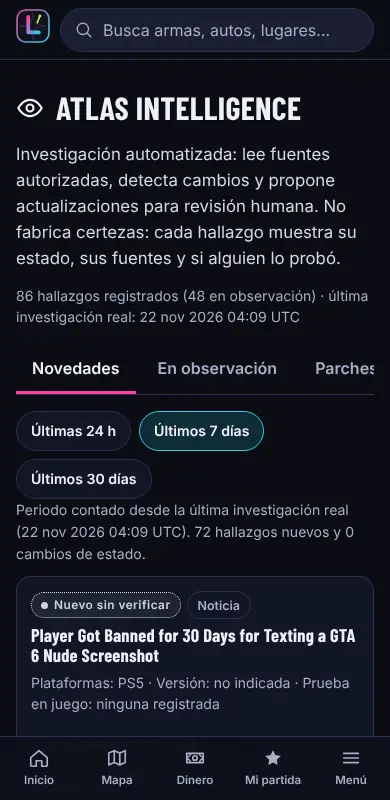 L
Busca armas, autos, lugares...
ATLAS INTELLIGENCE
Investigación automatizada: lee fuentes
autorizadas, detecta cambios y propone
actualizaciones para revisión humana. No
fabrica certezas: cada hallazgo muestra su
estado, sus fuentes y si alguien lo probó.
86 hallazgos registrados (48 en observación) · última
investigación real: 22 nov 2026 04:09 UTC
Novedades En observación Parches
Últimas 24 h Últimos 7 días
Últimos 30 días
Periodo contado desde la última investigación real
(22 nov 2026 04:09 UTC). 72 hallazgos nuevos y 0
cambios de estado.
Nuevo sin verificar Noticia
Player Got Banned for 30 Days for Texting a GTA
6 Nude Screenshot
Plataformas: PS5 · Versión: no indicada · Prueba
en juego: ninguna registrada
Inicio Mapa Dinero Mi partida Menú